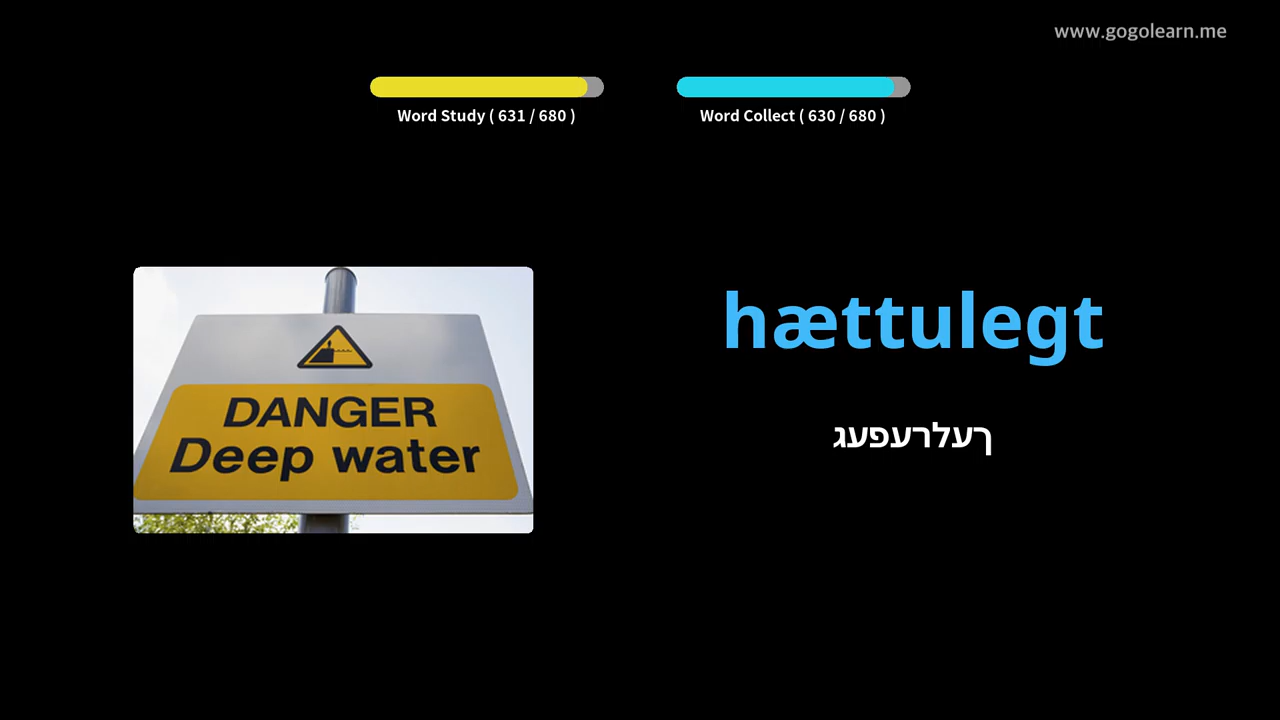 www.gogolearn.me
Word Study ( 631 / 680 )
Word Collect ( 630 / 680 )
DANGER
Deep water
hættulegt
ךעלרעפעג